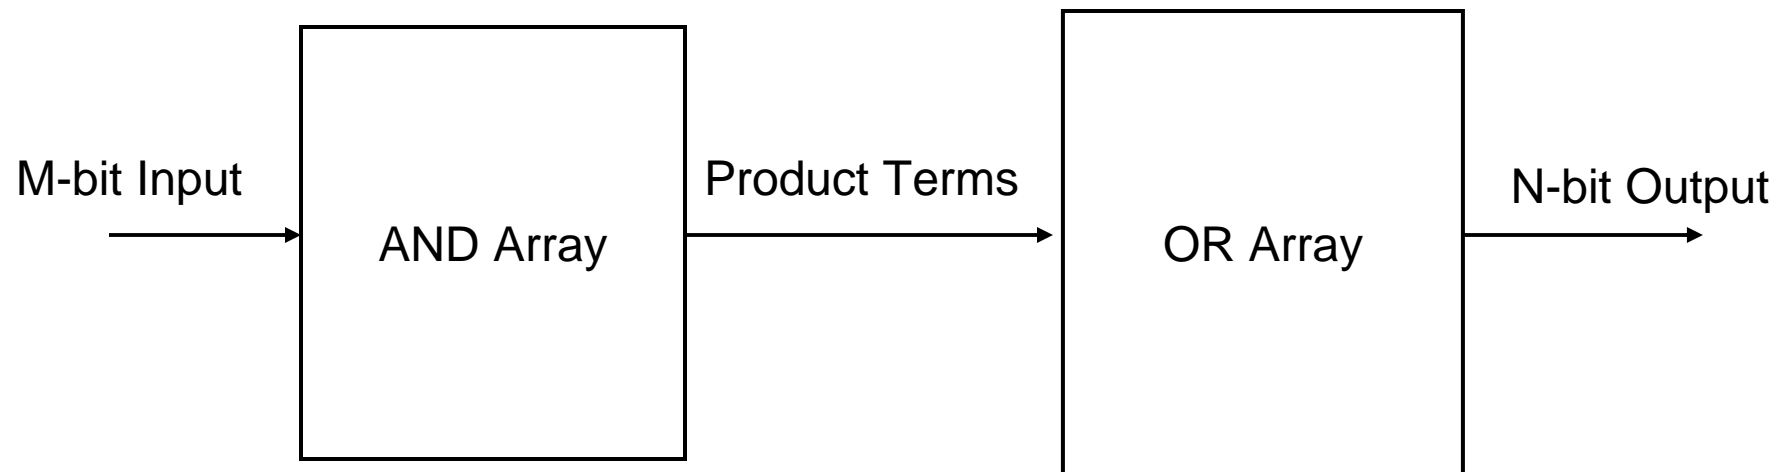 M-bit Input
AND Array
Product Terms
OR Array
N-bit Output